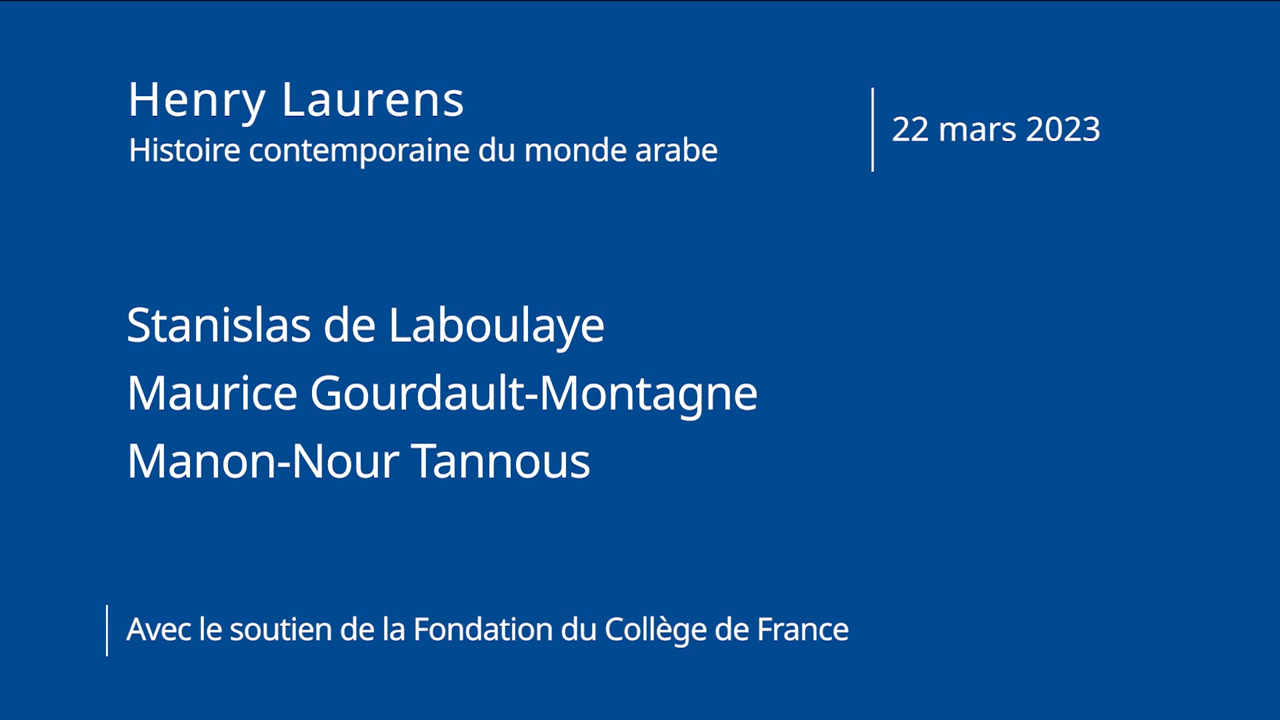 Henry Laurens
Histoire contemporaine du monde arabe
22 mars 2023
Stanislas de Laboulaye
Maurice Gourdault-Montagne
Manon-Nour Tannous
Avec le soutien de la Fondation du Collège de France